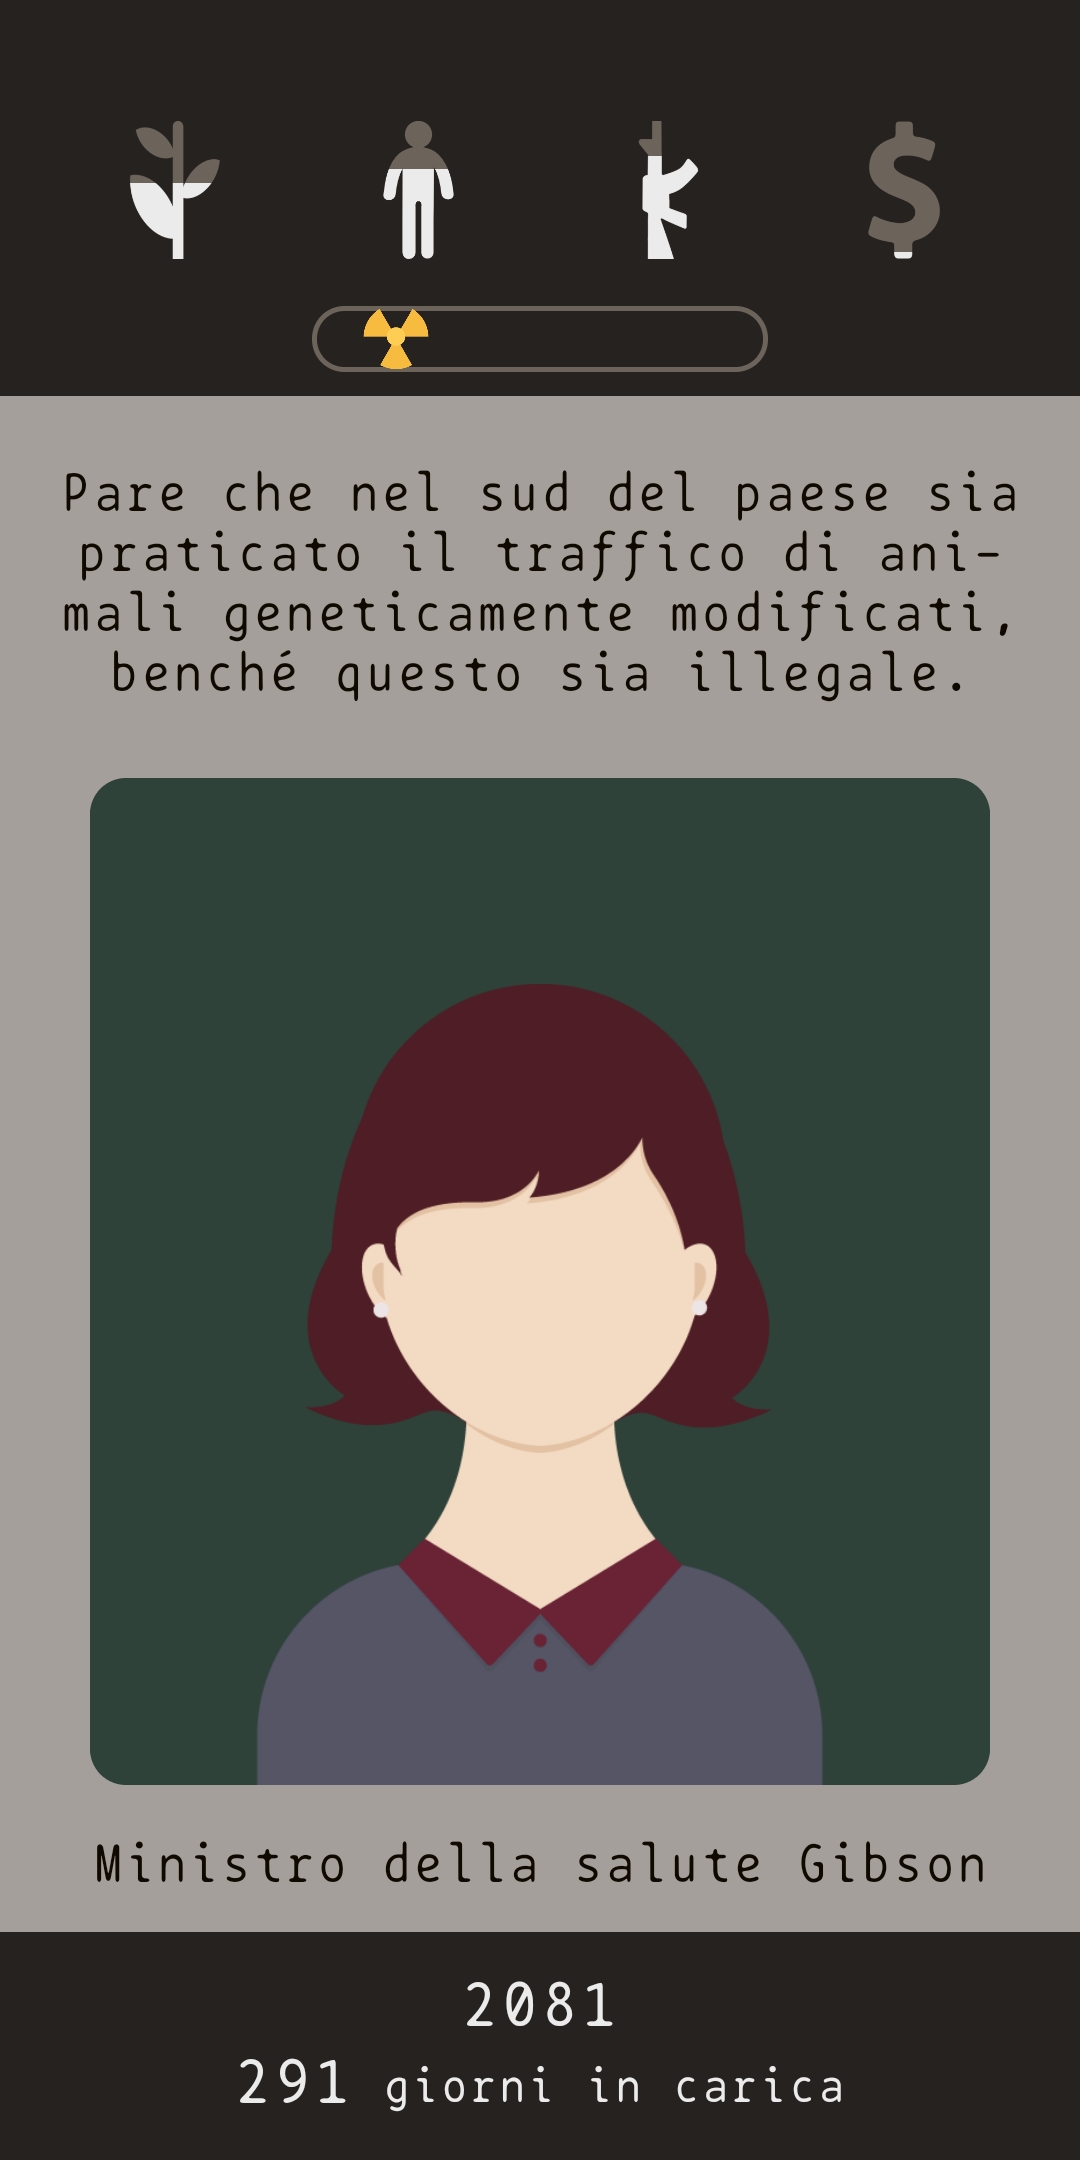 Pare che nel sud del paese sia
praticato il traffico di ani-
mali geneticamente modificati,
benché questo sia illegale.
Ministro della salute Gibson
2081
291 giorni in carica